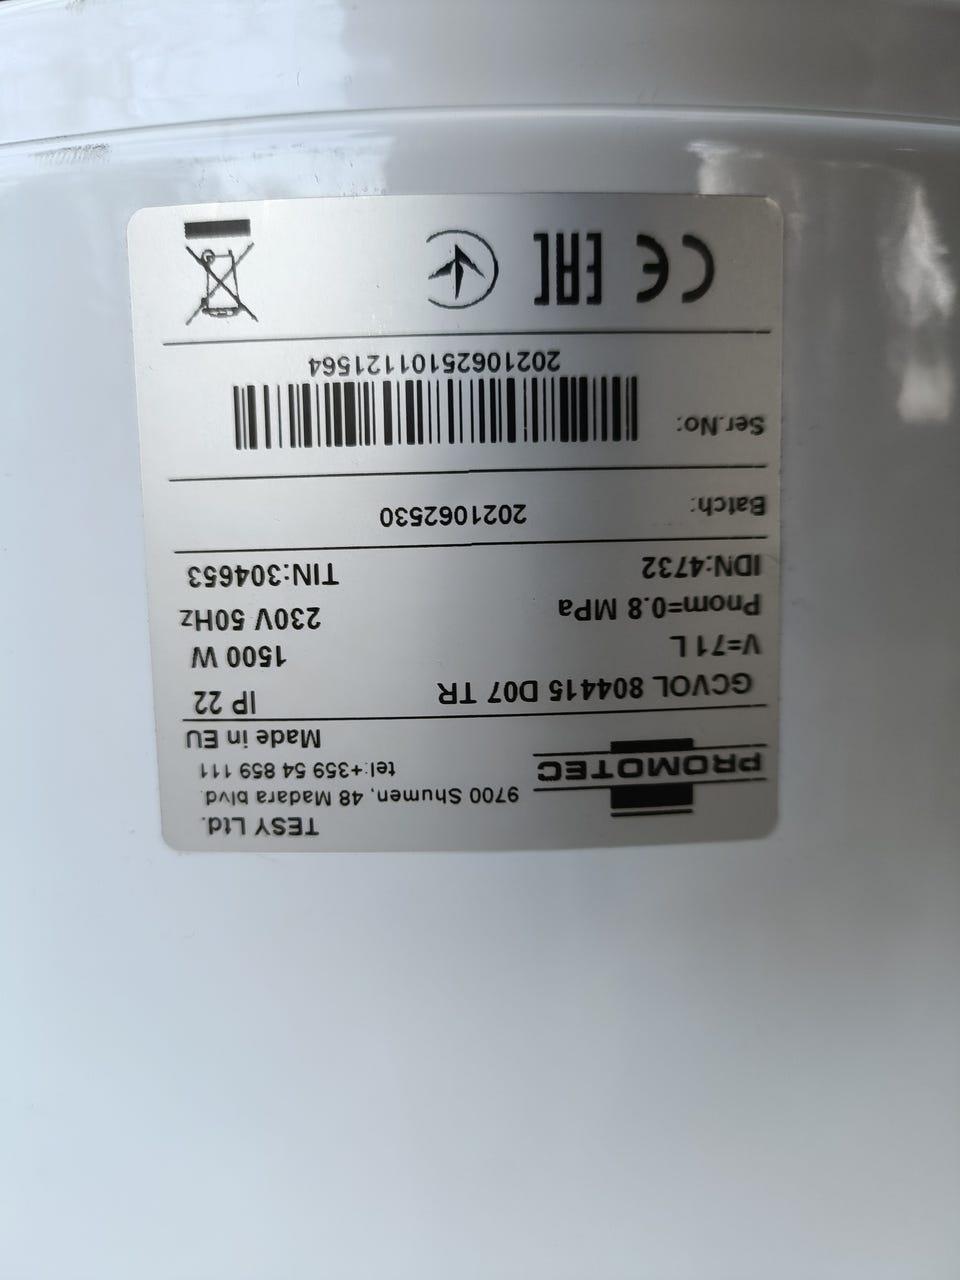 TESY Ltd.
9700 Shumen, 48 Madara blvd.
tel:+359 54 859 111
PROMOTEC
Made in EU
GCVOL 804415 D07 TR IP 22
V=71 L 1500 W
Pnom=0.8 MPa 230V 50Hz
IDN:4732 TIN:304653
Batch: 2021062530
Ser.No:
20210625101121564
CE EAC